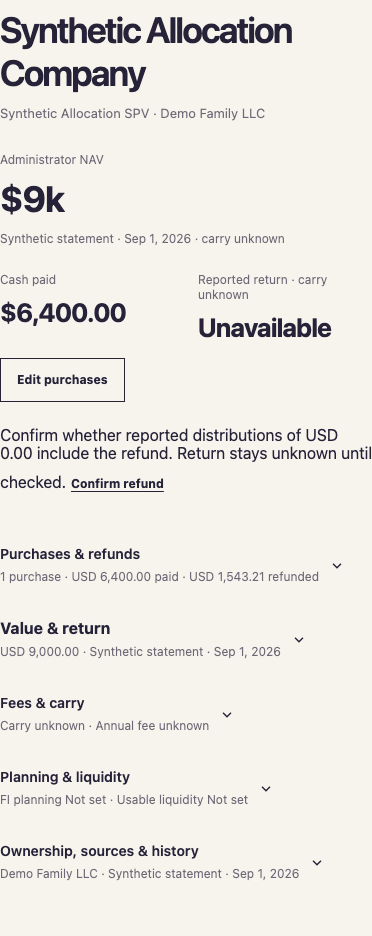 Synthetic Allocation
Company
Synthetic Allocation SPV · Demo Family LLC
Administrator NAV
$9k
Synthetic statement · Sep 1, 2026 · carry unknown
Cash paid
$6,400.00
Reported return · carry
unknown
Unavailable
Edit purchases
Confirm whether reported distributions of USD
0.00 include the refund. Return stays unknown until
checked. Confirm refund
Purchases & refunds
1 purchase · USD 6,400.00 paid · USD 1,543.21 refunded
Value & return
USD 9,000.00 · Synthetic statement · Sep 1, 2026
Fees & carry
Carry unknown · Annual fee unknown
Planning & liquidity
FI planning Not set · Usable liquidity Not set
Ownership, sources & history
Demo Family LLC · Synthetic statement · Sep 1, 2026